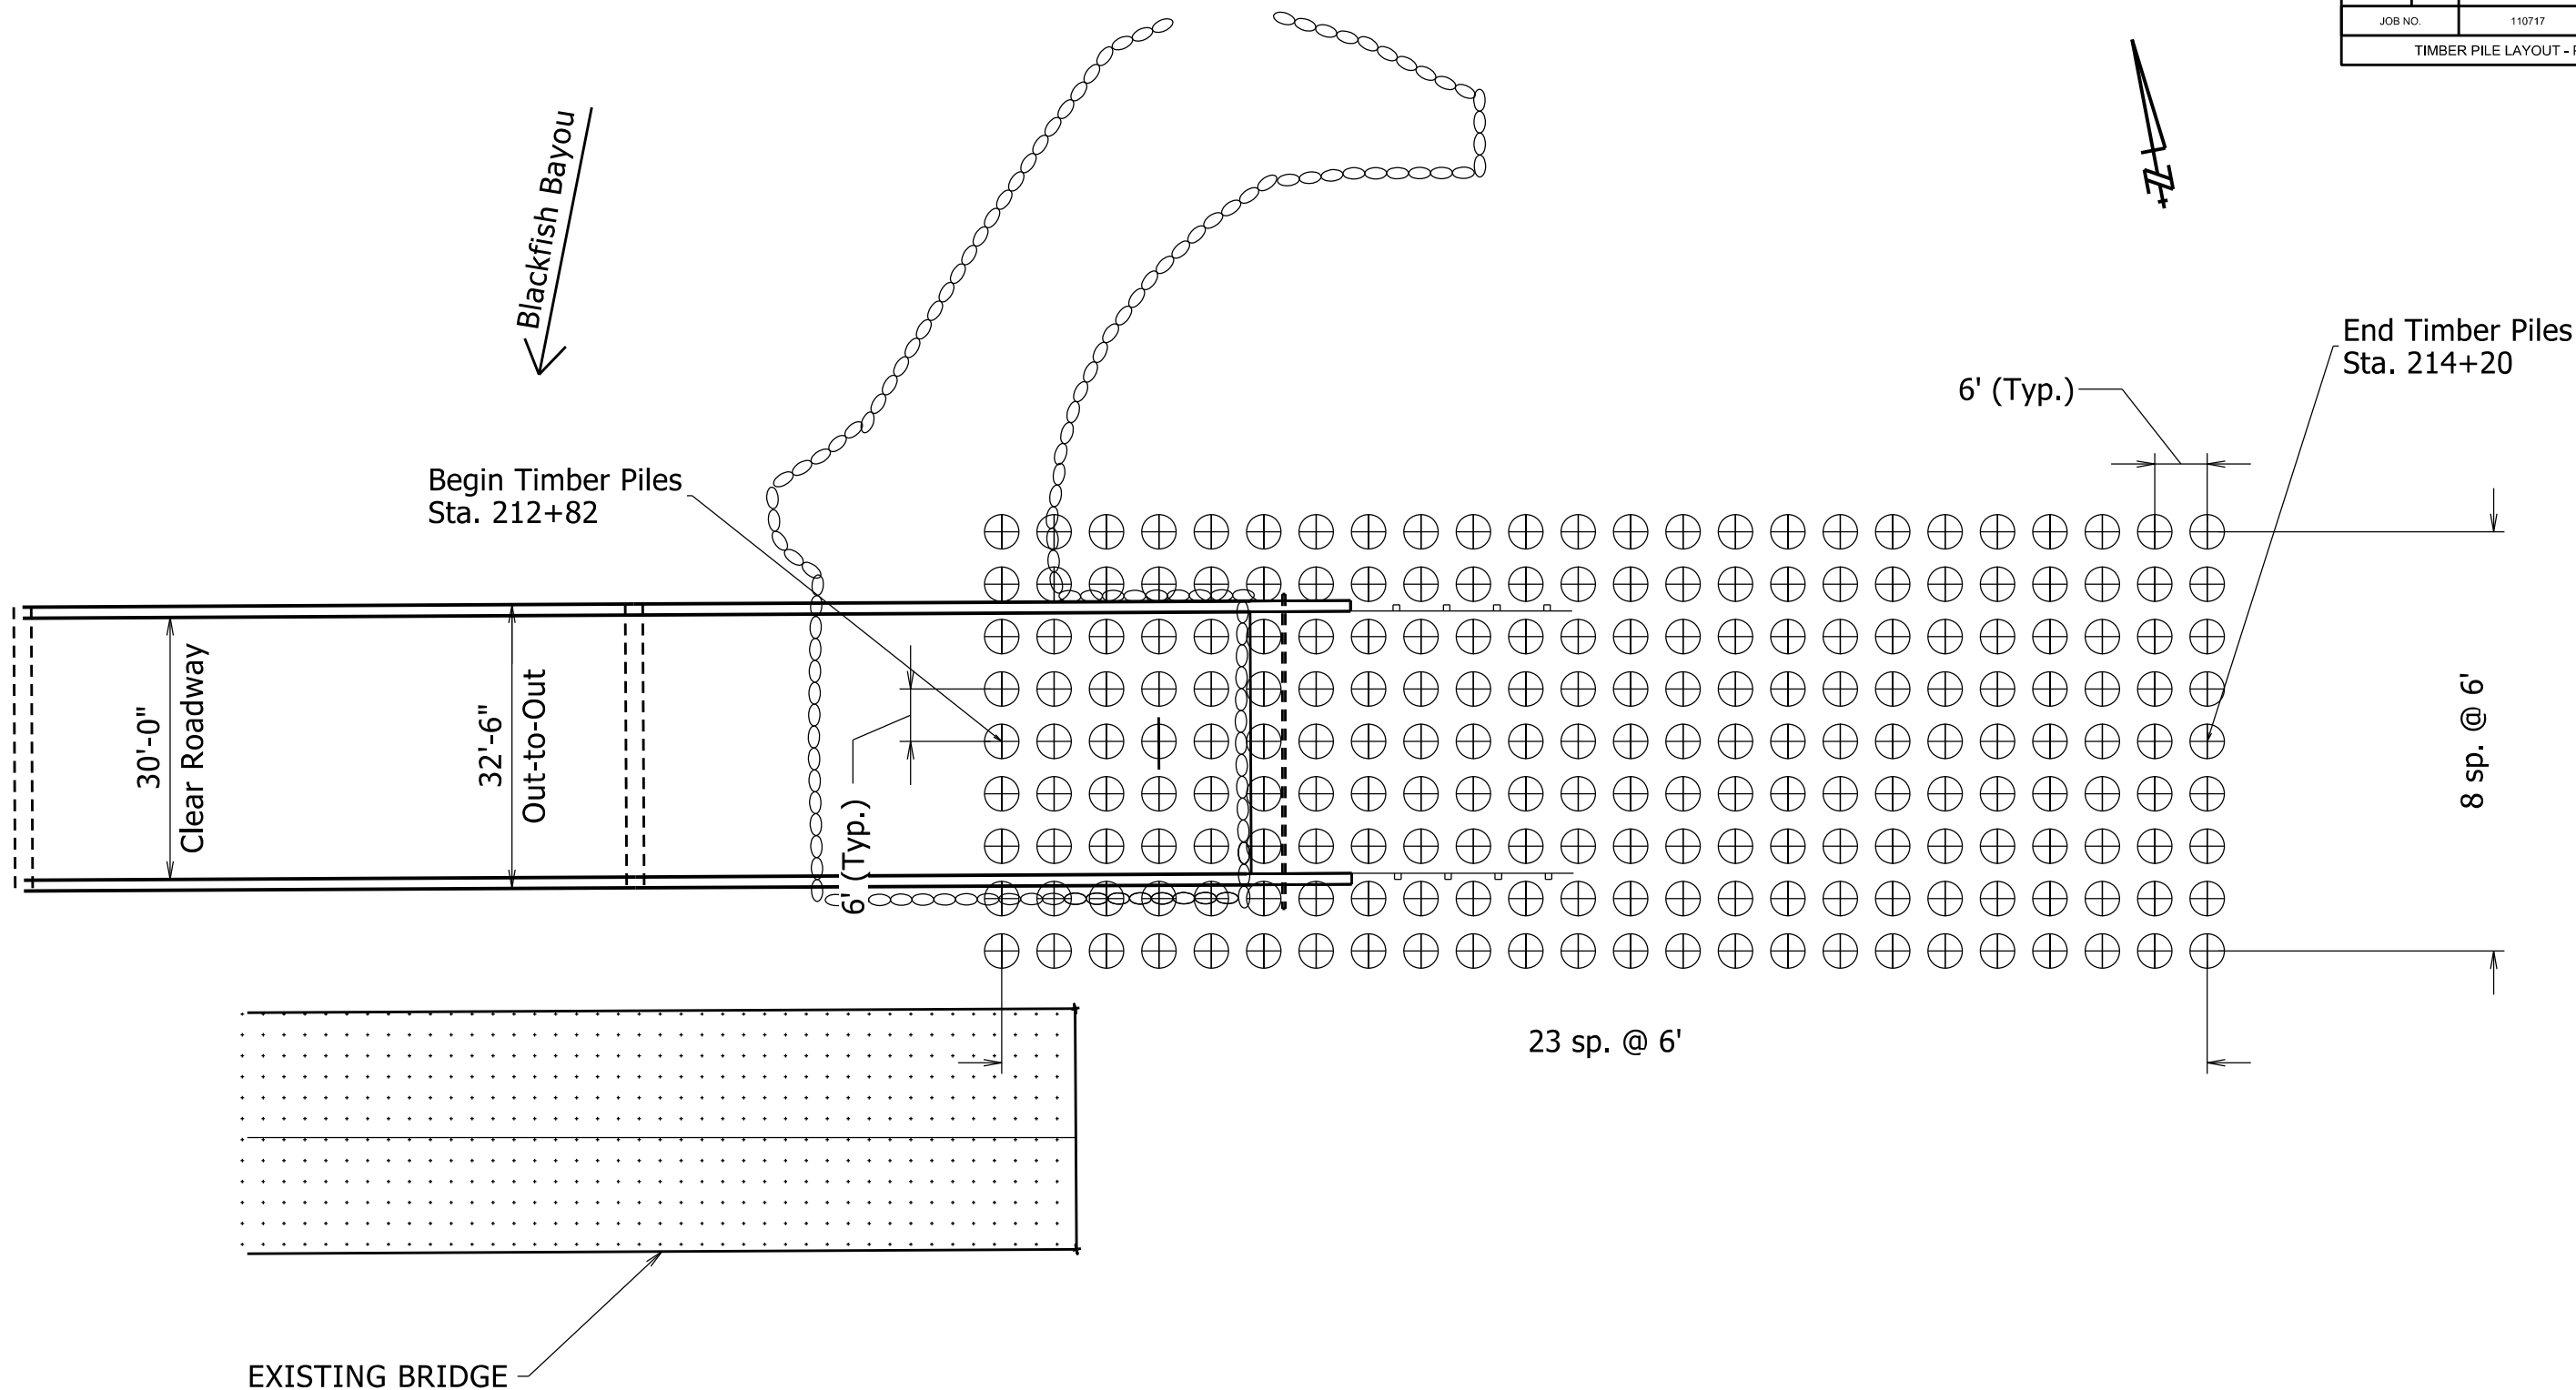 JOB NO. 110717
TIMBER PILE LAYOUT -
Blackfish Bayou
End Timber Piles
Sta. 214+20
6' (Typ.)
Begin Timber Piles
Sta. 212+82
30'-0"
Clear Roadway
32'-6"
Out-to-Out
6' (Typ.)
8 sp. @ 6'
23 sp. @ 6'
EXISTING BRIDGE